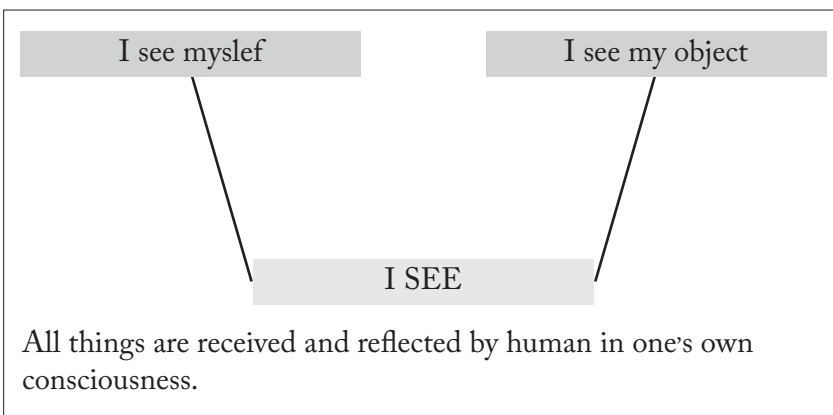 I see myslef
I see my object
I SEE
All things are received and reflected by human in one's own
consciousness.